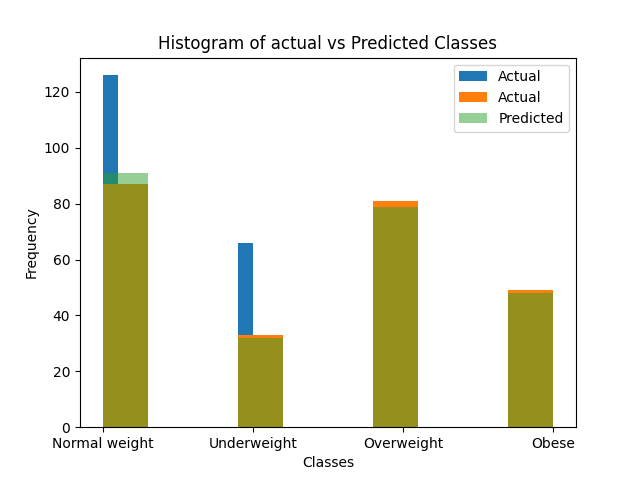 Histogram of actual vs Predicted Classes
Actual
Actual
Predicted
120
100
80
60
40
20
0
Frequency
Normal weight Underweight Overweight Obese
Classes